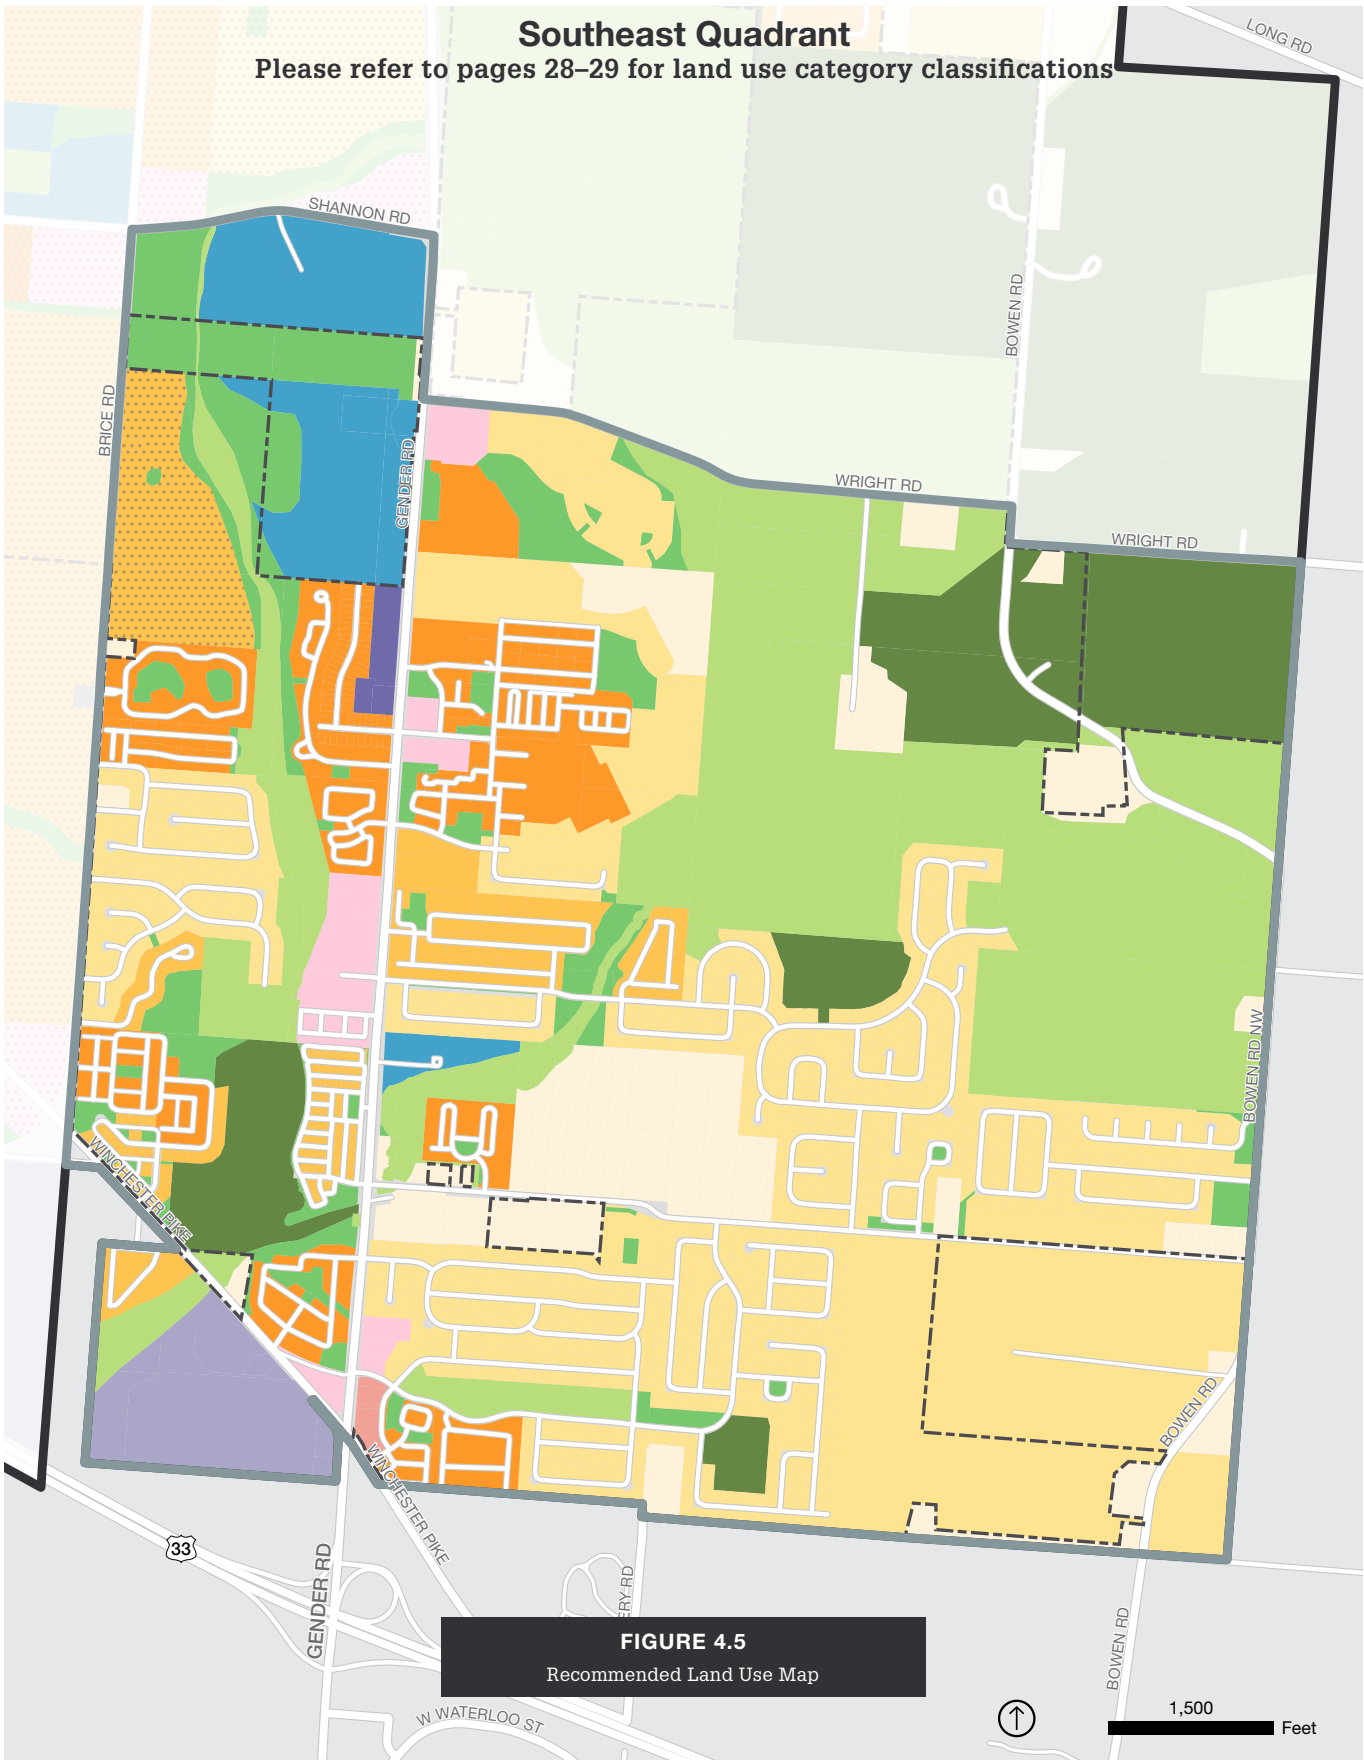 Southeast Quadrant
Please refer to pages 28–29 for land use category classifications
LONG RD
SHANNON RD
BOWEN RD
BRICE RD
GENDER RD
WRIGHT RD
WRIGHT RD
BOWEN RD NW
WINCHESTER PIKE
BOWEN RD
WINCHESTER PIKE
33
GENDER RD
ERY RD
BOWEN RD
W WATERLOO ST
FIGURE 4.5
Recommended Land Use Map
1,500
Feet